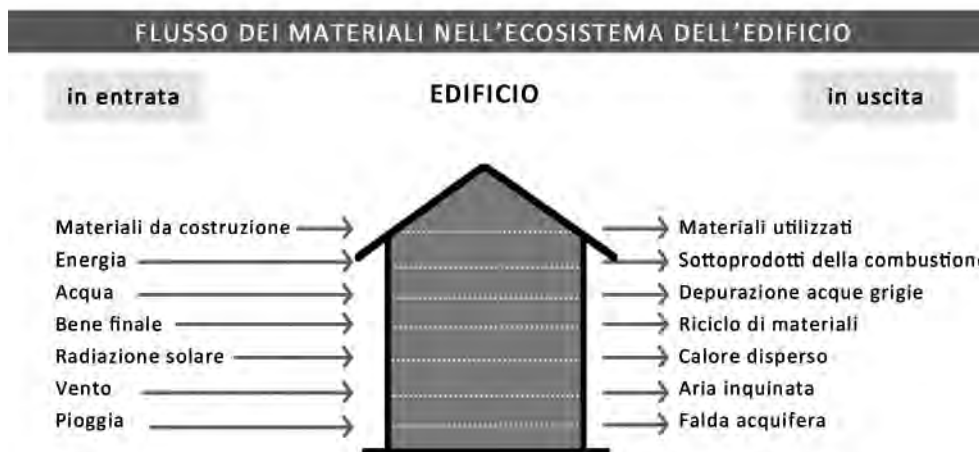 FLUSSO DEI MATERIALI NELL'ECOSISTEMA DELL'EDIFICIO
in entrata EDIFICIO in uscita
Materiali da costruzione Materiali utilizzati
Energia Sottoprodotti della combustione
Acqua Depurazione acque grigie
Bene finale Riciclo di materiali
Radiazione solare Calore disperso
Vento Aria inquinata
Pioggia Falda acquifera